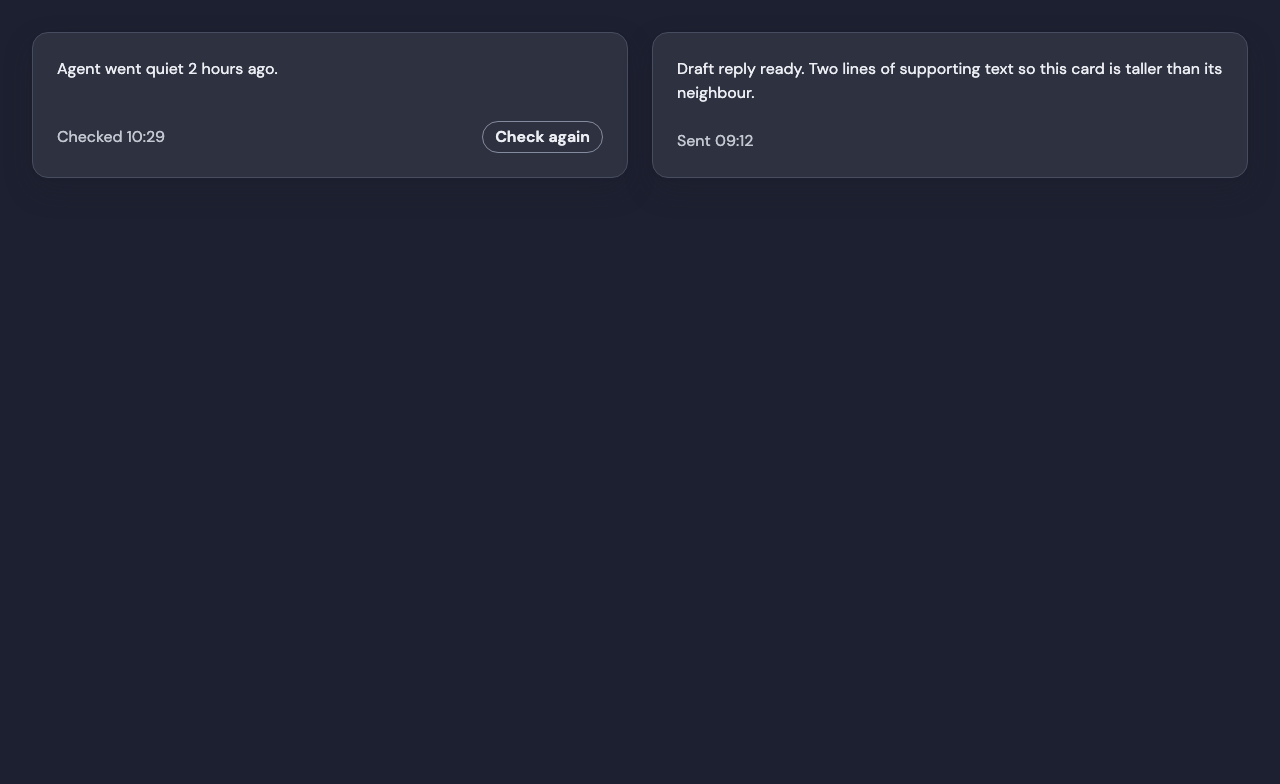 Agent went quiet 2 hours ago.
Checked 10:29
Check again
Draft reply ready. Two lines of supporting text so this card is taller than its
neighbour.
Sent 09:12